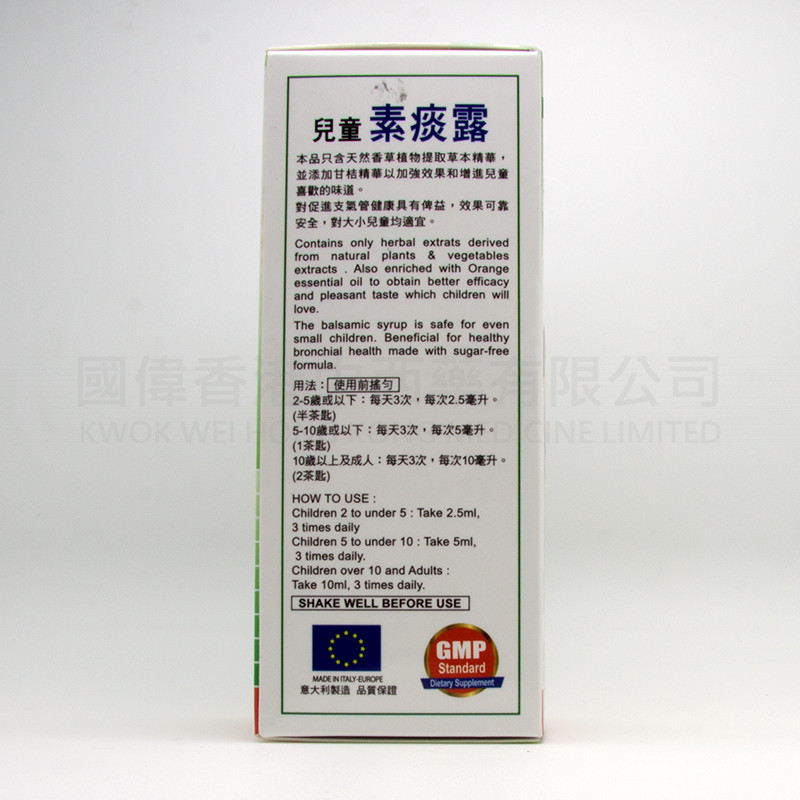 兒童 素痰露
本品只含天然香草植物提取草本精華，
並添加甘桔精華以加強效果和增進兒童
喜歡的味道。
對促進支氣管健康具有俾益，效果可靠
安全，對大小兒童均適宜。
Contains only herbal extrats derived
from natural plants & vegetables
extracts . Also enriched with Orange
essential oil to obtain better efficacy
and pleasant taste which children will
love.
The balsamic syrup is safe for even
small children. Beneficial for healthy
bronchial health made with sugar-free
formula.
國偉香港中西藥有限公司
KWOK WEI HONG KONG MEDICINE LIMITED
用法：使用前搖勻
2-5歲或以下：每天3次，每次2.5毫升。
(半茶匙)
5-10歲或以下：每天3次，每次5毫升。
(1茶匙)
10歲以上及成人：每天3次，每次10毫升。
(2茶匙)
HOW TO USE :
Children 2 to under 5 : Take 2.5ml,
3 times daily
Children 5 to under 10 : Take 5ml,
3 times daily.
Children over 10 and Adults :
Take 10ml, 3 times daily.
SHAKE WELL BEFORE USE
MADE IN ITALY-EUROPE
意大利製造 品質保證
GMP
Standard
Dietary Supplement